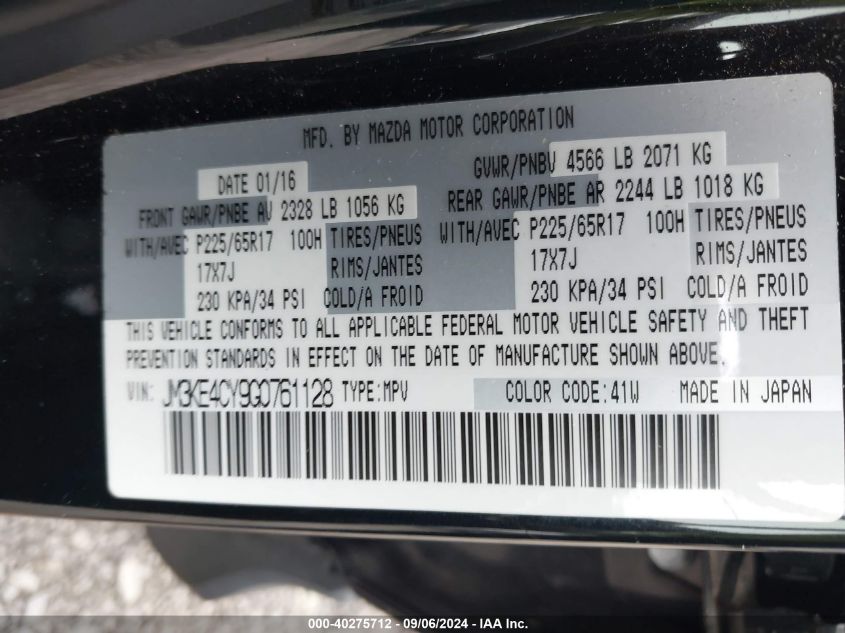 MFD. BY MAZDA MOTOR CORPORATION
DATE 01/16 GVWR/PNBV 4566 LB 2071 KG
FRONT GAWR/PNBE AV 2328 LB 1056 KG REAR GAWR/PNBE AR 2244 LB 1018 KG
WITH/AVEC P225/65R17 100H TIRES/PNEUS WITH/AVEC P225/65R17 100H TIRES/PNEUS
17X7J RIMS/JANTES 17X7J RIMS/JANTES
230 KPA/34 PSI COLD/A FROID 230 KPA/34 PSI COLD/A FROID
THIS VEHICLE CONFORMS TO ALL APPLICABLE FEDERAL MOTOR VEHICLE SAFETY AND THEFT
PREVENTION STANDARDS IN EFFECT ON THE DATE OF MANUFACTURE SHOWN ABOVE.
VIN: JM3KE4CY9G0761128 TYPE:MPV COLOR CODE:41W MADE IN JAPAN
000-40275712 - 09/06/2024 - IAA Inc.